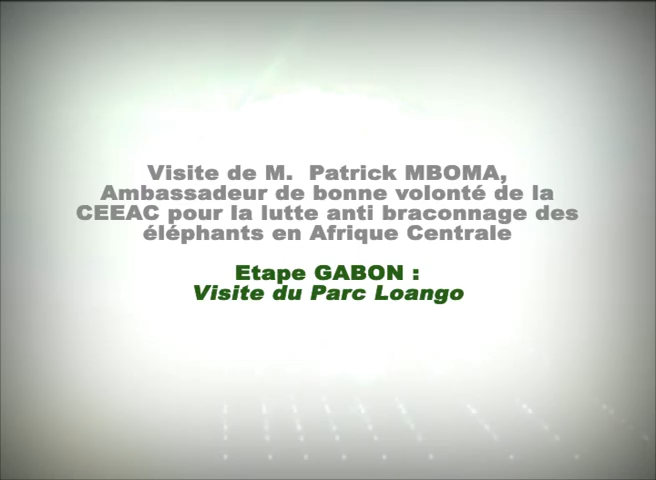 Visite de M. Patrick MBOMA,
Ambassadeur de bonne volonté de la
CEEAC pour la lutte anti braconnage des
éléphants en Afrique Centrale
Etape GABON :
Visite du Parc Loango